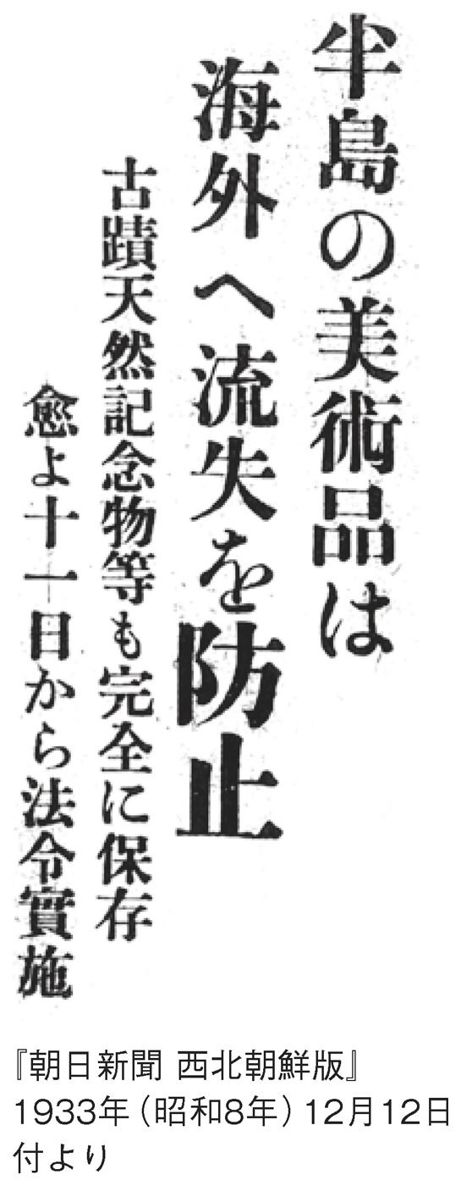 半島の美術品は
海外へ流失を防止
古蹟天然記念物等も完全に保存
愈よ十一日から法令實施
『朝日新聞 西北朝鮮版』
1933年（昭和8年）12月12日
付より